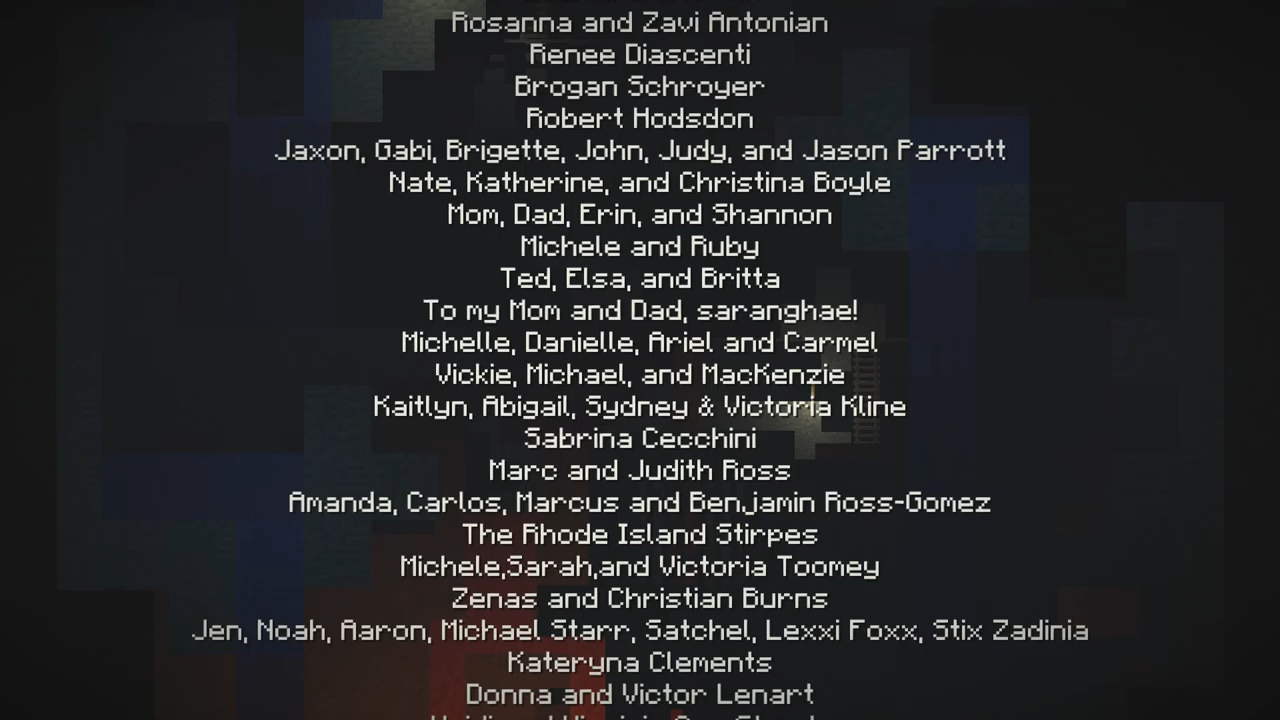 Rosanna and Zavi Antonian
Renee Diascenti
Brogan Schroyer
Robert Hodsdon
Jaxon, Gabi, Brigette, John, Judy, and Jason Parrott
Nate, Katherine, and Christina Boyle
Mom, Dad, Erin, and Shannon
Michele and Ruby
Ted, Elsa, and Britta
To my Mom and Dad, saranghae!
Michelle, Danielle, Ariel and Carmel
Vickie, Michael, and MacKenzie
Kaitlyn, Abigail, Sydney & Victoria Kline
Sabrina Cecchini
Marc and Judith Ross
Amanda, Carlos, Marcus and Benjamin Ross-Gomez
The Rhode Island Stirpes
Michele,Sarah,and Victoria Toomey
Zenas and Christian Burns
Jen, Noah, Aaron, Michael Starr, Satchel, Lexxi Foxx, Stix Zadinia
Kateryna Clements
Donna and Victor Lenart